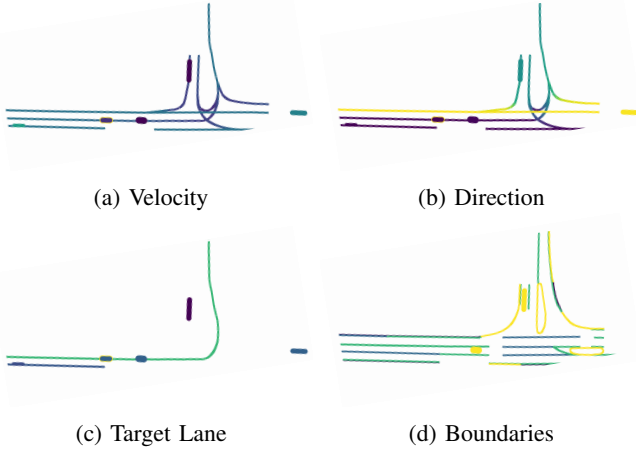 (a) Velocity
(b) Direction
(c) Target Lane
(d) Boundaries